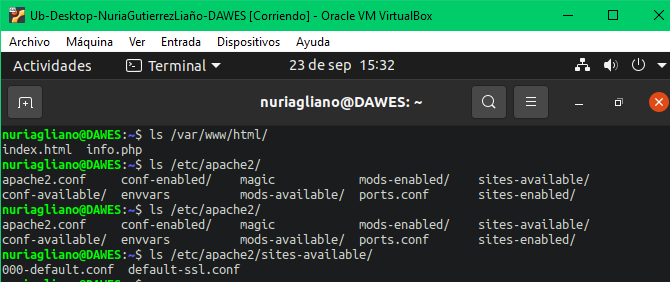 Ub-Desktop-NuriaGutierrezLiaño-DAWES [Corriendo] - Oracle VM VirtualBox
Archivo Máquina Ver Entrada Dispositivos Ayuda
Actividades Terminal 23 de sep 15:32
nuriagliano@DAWES: ~
nuriagliano@DAWES:~$ ls /var/www/html/
index.html info.php
nuriagliano@DAWES:~$ ls /etc/apache2/
apache2.conf conf-enabled/ magic mods-enabled/ sites-available/
conf-available/ envvars mods-available/ ports.conf sites-enabled/
nuriagliano@DAWES:~$ ls /etc/apache2/
apache2.conf conf-enabled/ magic mods-enabled/ sites-available/
conf-available/ envvars mods-available/ ports.conf sites-enabled/
nuriagliano@DAWES:~$ ls /etc/apache2/sites-available/
000-default.conf default-ssl.conf